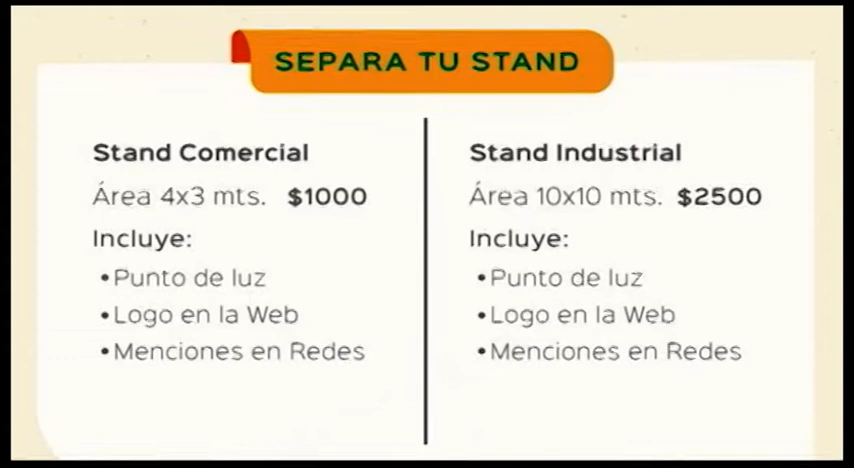 SEPARA TU STAND
Stand Comercial
Área 4x3 mts. $1000
Incluye:
•Punto de luz
•Logo en la Web
•Menciones en Redes
Stand Industrial
Área 10x10 mts. $2500
Incluye:
•Punto de luz
•Logo en la Web
•Menciones en Redes